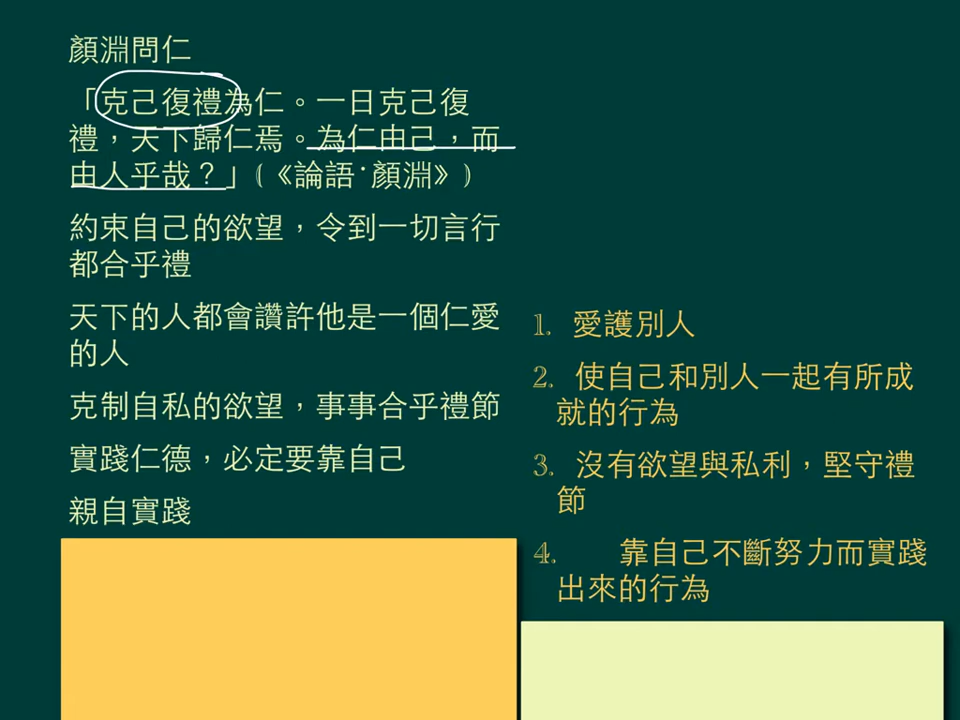 顏淵問仁
「克己復禮為仁。一日克己復
禮，天下歸仁焉。為仁由己，而
由人乎哉？」(《論語·顏淵》)
約束自己的欲望，令到一切言行
都合乎禮
天下的人都會讚許他是一個仁愛
的人
克制自私的欲望，事事合乎禮節
實踐仁德，必定要靠自己
親自實踐
1. 愛護別人
2. 使自己和別人一起有所成
就的行為
3. 沒有欲望與私利，堅守禮
節
4. 靠自己不斷努力而實踐
出來的行為